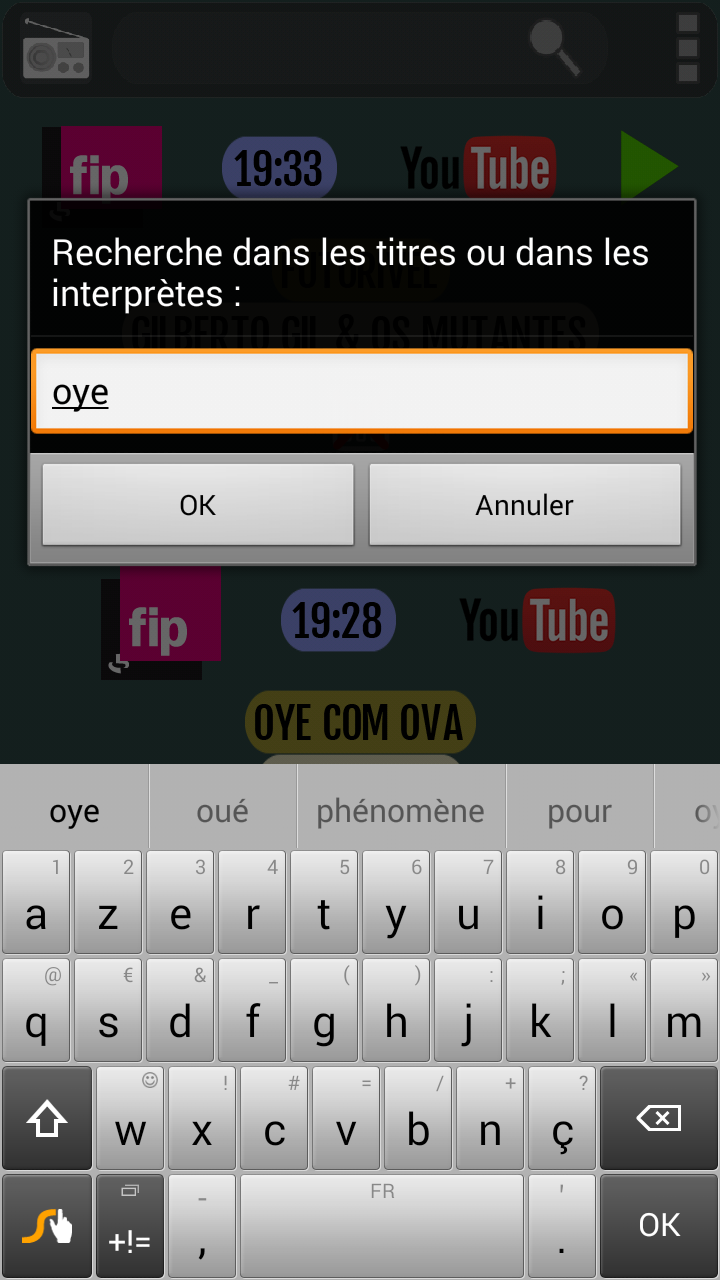 fip 19:33 YouTube
Recherche dans les titres ou dans les
interprètes :
FUTURIVEL
GILBERTO GIL & OS MUTANTES
oye
OK Annuler
fip 19:28 YouTube
OYE COM OVA
oye oué phénomène pour oy
1 2 3 4 5 6 7 8 9 0
a z e r t y u i o p
@ € & _ ( ) : ; « »
q s d f g h j k l m
! # = / + ?
w x c v b n ç
- FR '
+!= , . OK